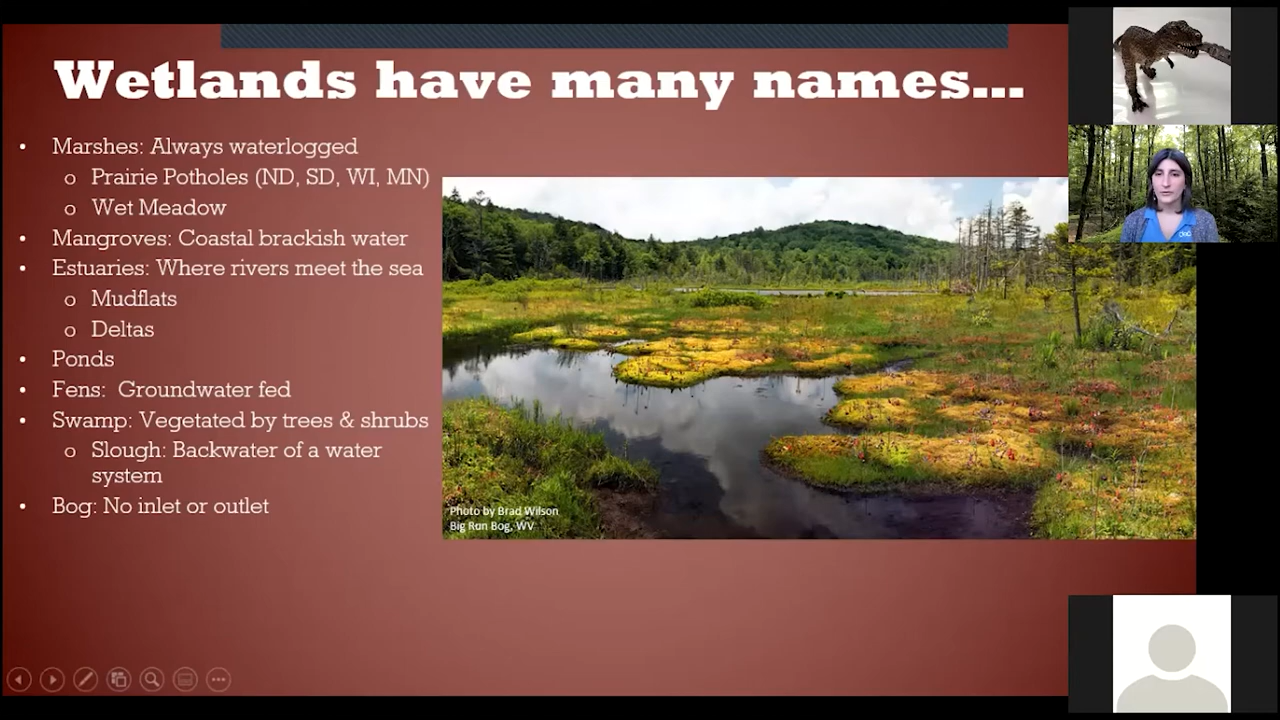 Wetlands have many names...
• Marshes: Always waterlogged
o Prairie Potholes (ND, SD, WI, MN)
o Wet Meadow
• Mangroves: Coastal brackish water
• Estuaries: Where rivers meet the sea
o Mudflats
o Deltas
• Ponds
• Fens:  Groundwater fed
• Swamp: Vegetated by trees & shrubs
o Slough: Backwater of a water
system
• Bog: No inlet or outlet
Photo by Brad Wilson
Big Run Bog, WV